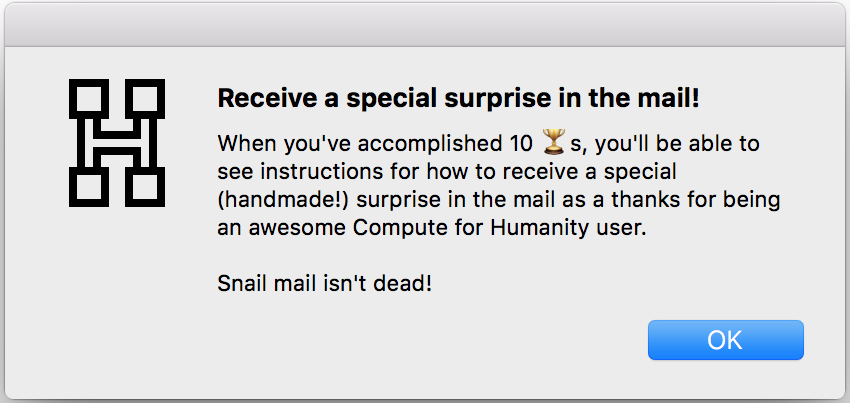 Receive a special surprise in the mail!
When you've accomplished 10 🏆s, you'll be able to
see instructions for how to receive a special
(handmade!) surprise in the mail as a thanks for being
an awesome Compute for Humanity user.
Snail mail isn't dead!
OK